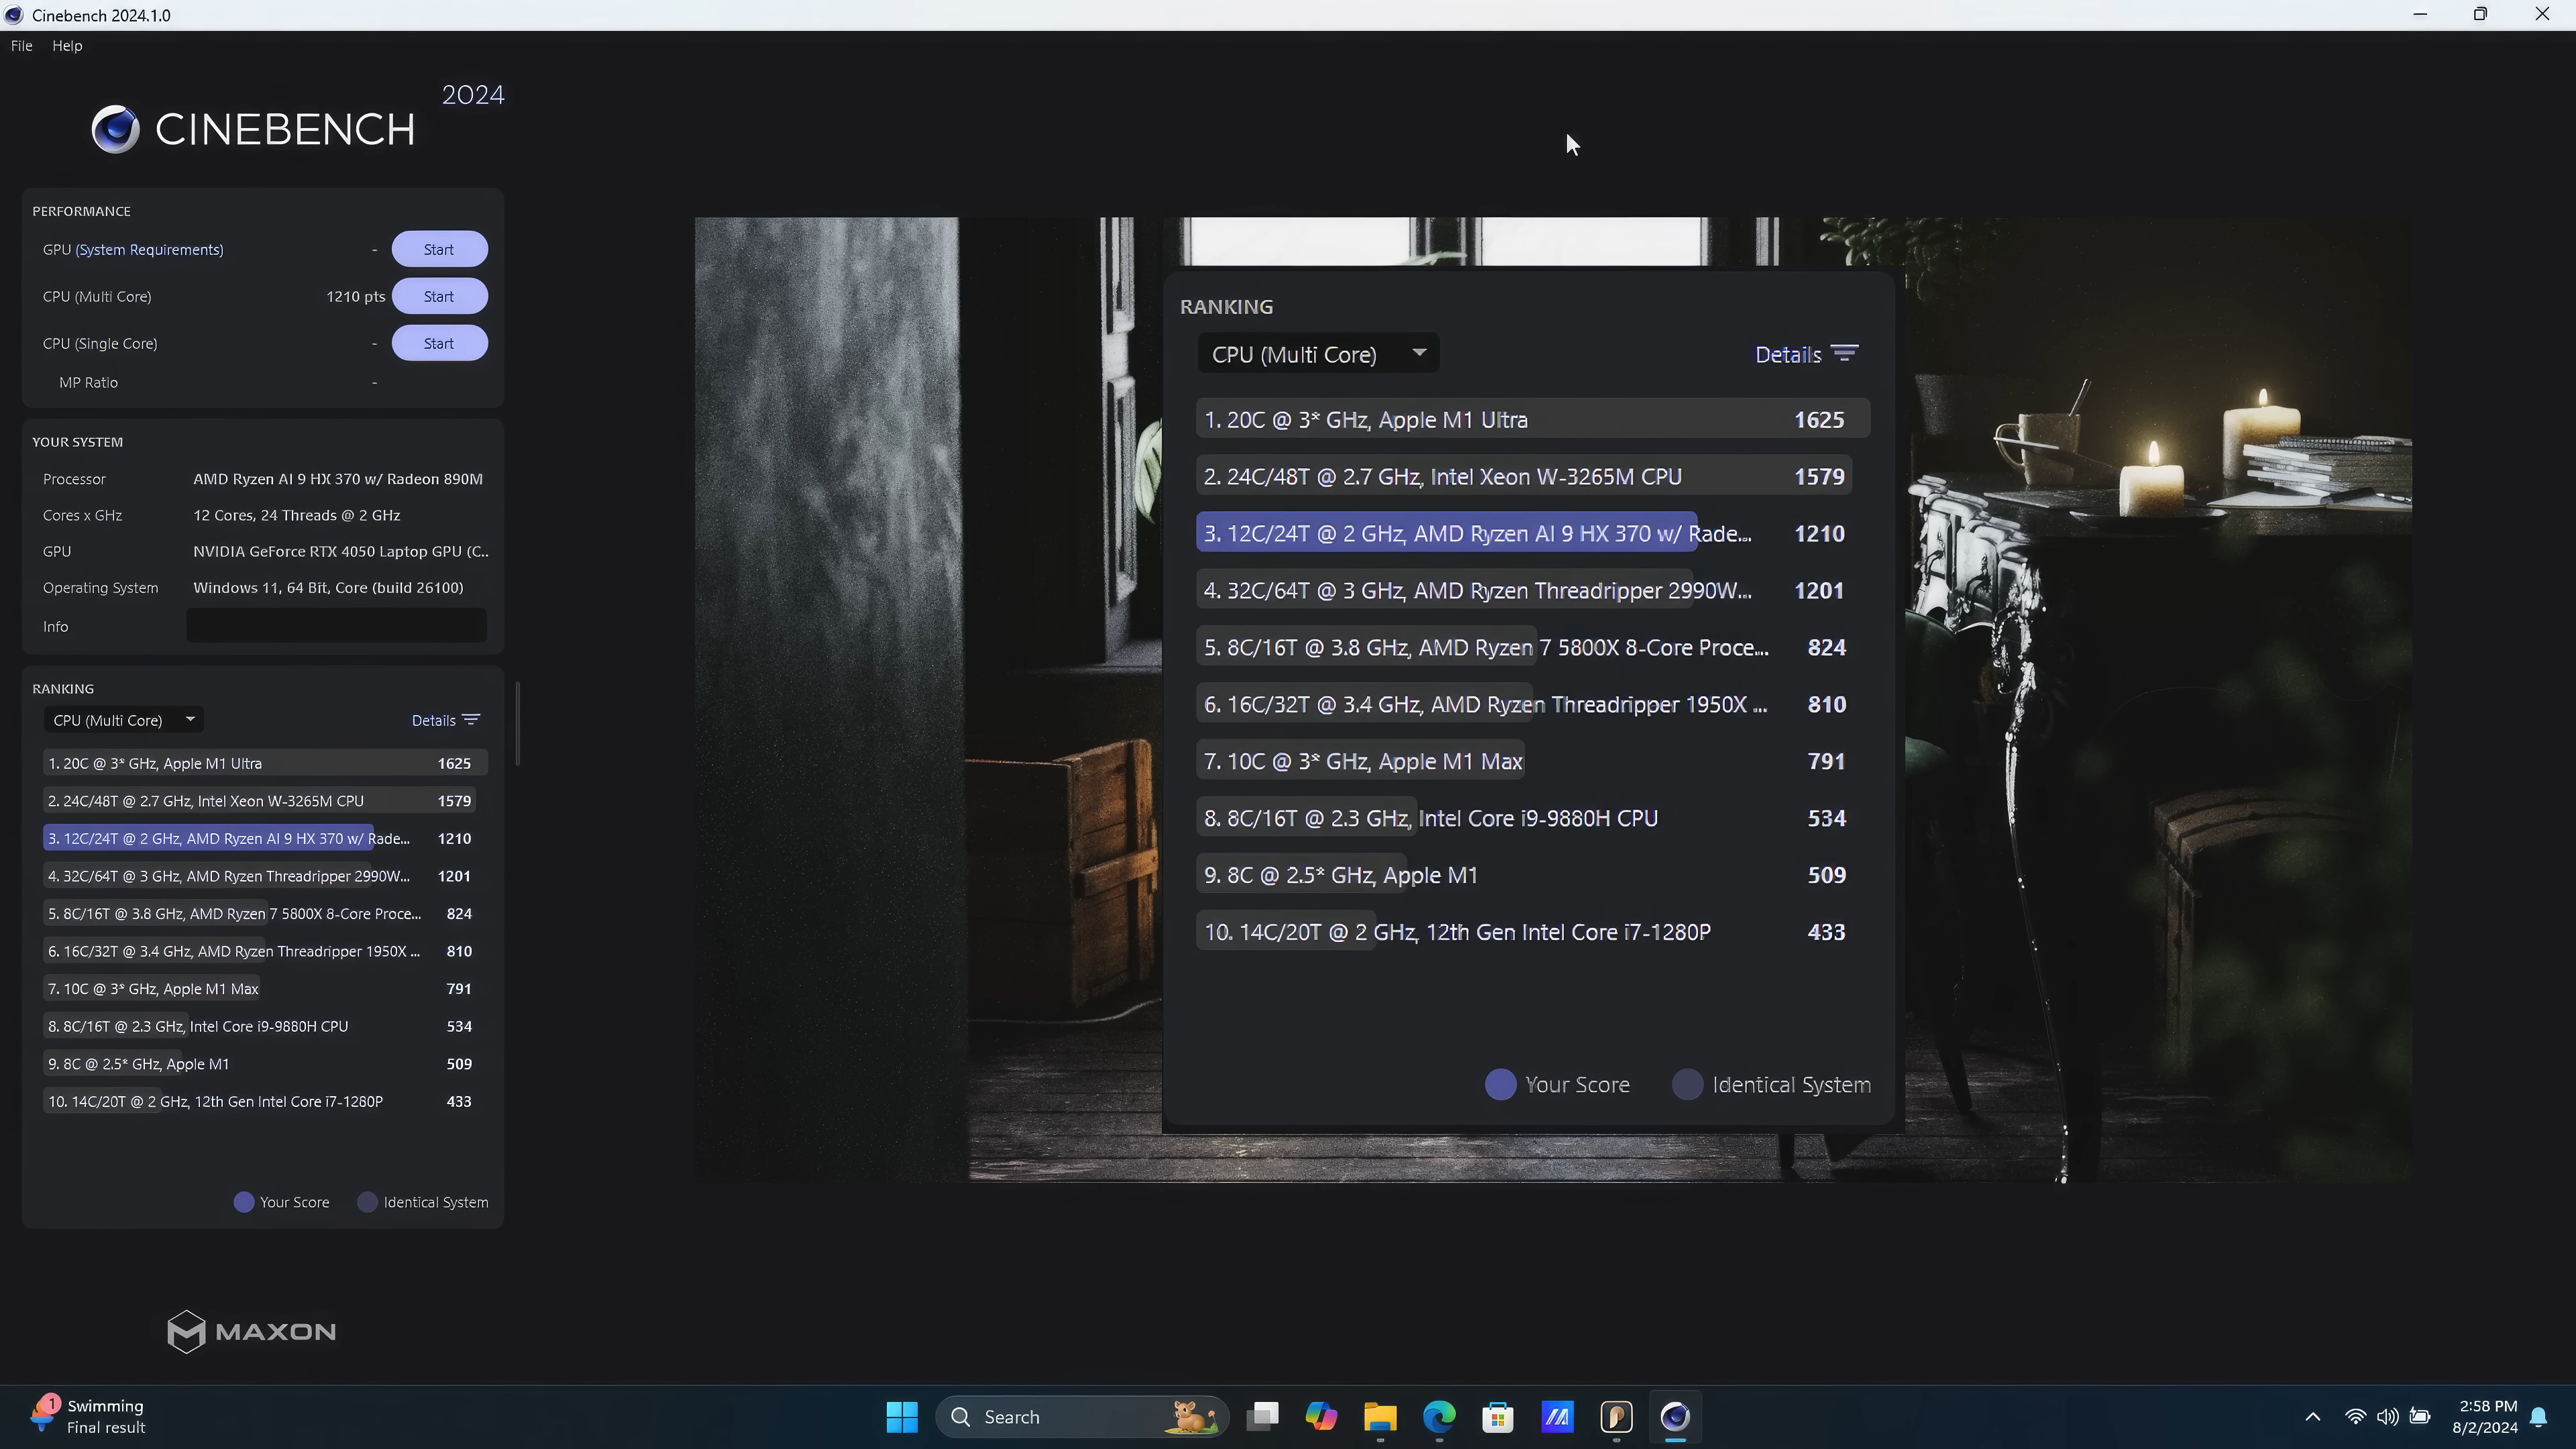 Cinebench 2024.1.0
File Help
CINEBENCH 2024
PERFORMANCE
GPU (System Requirements) - Start
CPU (Multi Core) 1210 pts Start
CPU (Single Core) - Start
MP Ratio -
YOUR SYSTEM
Processor AMD Ryzen AI 9 HX 370 w/ Radeon 890M
Cores x GHz 12 Cores, 24 Threads @ 2 GHz
GPU NVIDIA GeForce RTX 4050 Laptop GPU (C..
Operating System Windows 11, 64 Bit, Core (build 26100)
Info
RANKING
CPU (Multi Core) Details
1. 20C @ 3* GHz, Apple M1 Ultra 1625
2. 24C/48T @ 2.7 GHz, Intel Xeon W-3265M CPU 1579
3. 12C/24T @ 2 GHz, AMD Ryzen AI 9 HX 370 w/ Rade... 1210
4. 32C/64T @ 3 GHz, AMD Ryzen Threadripper 2990W... 1201
5. 8C/16T @ 3.8 GHz, AMD Ryzen 7 5800X 8-Core Proce... 824
6. 16C/32T @ 3.4 GHz, AMD Ryzen Threadripper 1950X ... 810
7. 10C @ 3* GHz, Apple M1 Max 791
8. 8C/16T @ 2.3 GHz, Intel Core i9-9880H CPU 534
9. 8C @ 2.5* GHz, Apple M1 509
10. 14C/20T @ 2 GHz, 12th Gen Intel Core i7-1280P 433
Your Score Identical System
MAXON
RANKING
CPU (Multi Core) Details
1. 20C @ 3* GHz, Apple M1 Ultra 1625
2. 24C/48T @ 2.7 GHz, Intel Xeon W-3265M CPU 1579
3. 12C/24T @ 2 GHz, AMD Ryzen AI 9 HX 370 w/ Rade... 1210
4. 32C/64T @ 3 GHz, AMD Ryzen Threadripper 2990W... 1201
5. 8C/16T @ 3.8 GHz, AMD Ryzen 7 5800X 8-Core Proce... 824
6. 16C/32T @ 3.4 GHz, AMD Ryzen Threadripper 1950X ... 810
7. 10C @ 3* GHz, Apple M1 Max 791
8. 8C/16T @ 2.3 GHz, Intel Core i9-9880H CPU 534
9. 8C @ 2.5* GHz, Apple M1 509
10. 14C/20T @ 2 GHz, 12th Gen Intel Core i7-1280P 433
Your Score Identical System
1
Swimming
Final result
Search
2:58 PM
8/2/2024